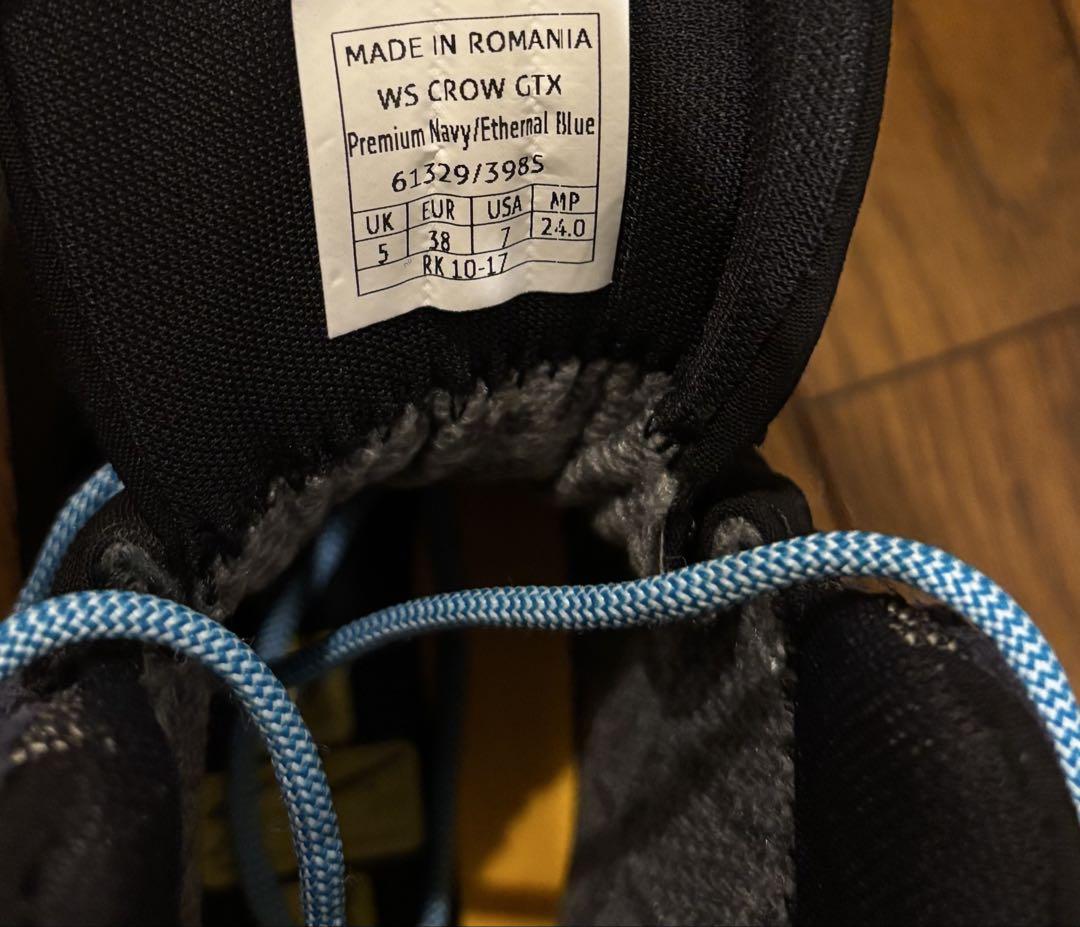 MADE IN ROMANIA
WS CROW GTX
Premium Navy/Ethernal Blue
61329/398S
UK EUR USA MP
5 38 7 24.0
RK 10-17